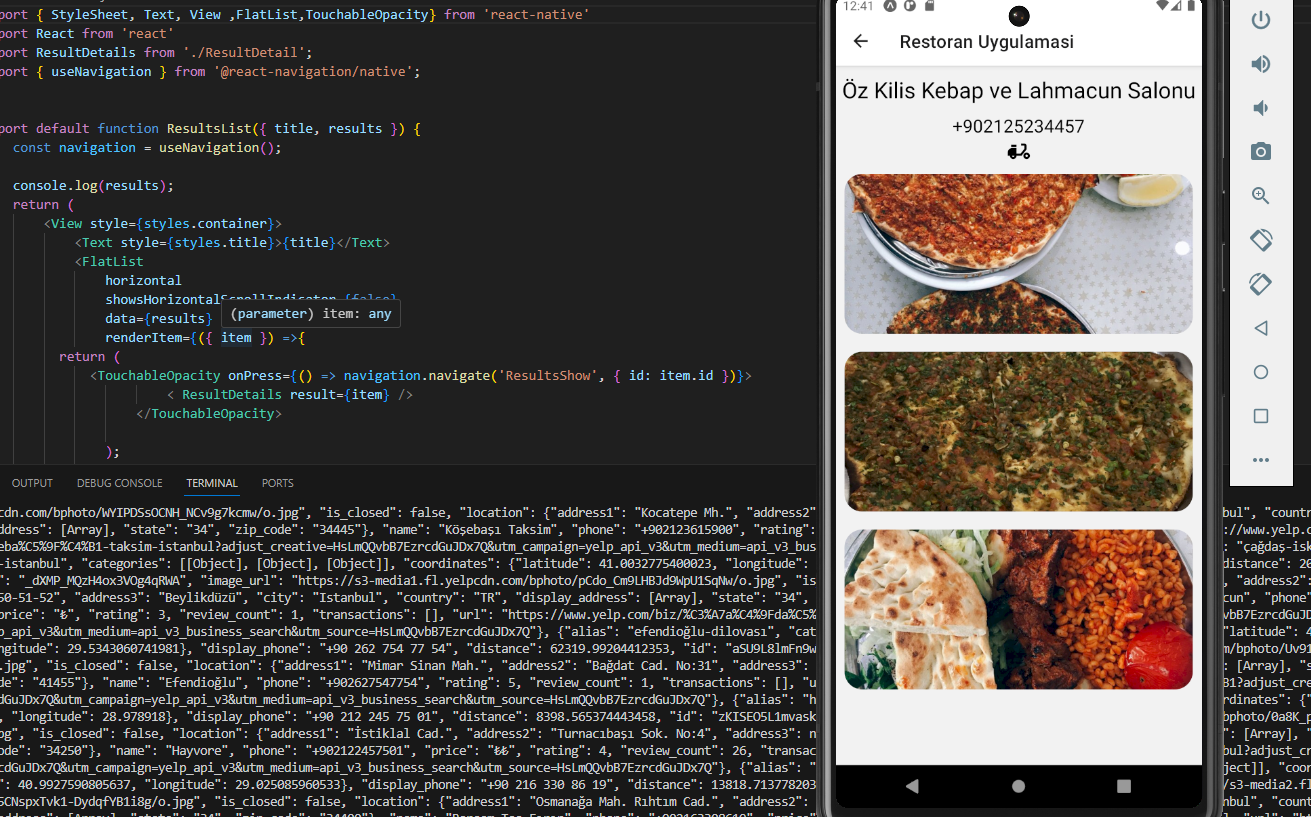 port { StyleSheet, Text, View ,FlatList,TouchableOpacity} from 'react-native'
port React from 'react'
port ResultDetails from './ResultDetail';
port { useNavigation } from '@react-navigation/native';
port default function ResultsList({ title, results }) {
const navigation = useNavigation();
console.log(results);
return (
<View style={styles.container}>
<Text style={styles.title}>{title}</Text>
<FlatList
horizontal
showsHorizontalScrollIndicator={false}
(parameter) item: any
data={results}
renderItem={({ item }) =>{
return (
<TouchableOpacity onPress={() => navigation.navigate('ResultsShow', { id: item.id })}>
< ResultDetails result={item} />
</TouchableOpacity>
);
OUTPUT DEBUG CONSOLE TERMINAL PORTS
cdn.com/bphoto/WYIPDSsOCNH_NCv9g7kcmw/o.jpg", "is_closed": false, "location": {"address1": "Kocatepe Mh.", "address2"
ddress": [Array], "state": "34", "zip_code": "34445"}, "name": "Köşebaşı Taksim", "phone": "+902123615900", "rating":
eba%C5%9F%C4%B1-taksim-istanbul?adjust_creative=HsLmQQvbB7EzrcdGuJDx7Q&utm_campaign=yelp_api_v3&utm_medium=api_v3_bus
-istanbul", "categories": [[Object], [Object], [Object]], "coordinates": {"latitude": 41.0032775400023, "longitude":
: "_dXMP_MQzH4ox3VOg4qRWA", "image_url": "https://s3-media1.fl.yelpcdn.com/bphoto/pCdo_Cm9LHBJd9WpU1SqNw/o.jpg", "is
50-51-52", "address3": "Beylikdüzü", "city": "Istanbul", "country": "TR", "display_address": [Array], "state": "34",
price": "₺", "rating": 3, "review_count": 1, "transactions": [], "url": "https://www.yelp.com/biz/%C3%A7a%C4%9Fda%C5%
lp_api_v3&utm_medium=api_v3_business_search&utm_source=HsLmQQvbB7EzrcdGuJDx7Q"}, {"alias": "efendioğlu-dilovası", "cat
ngitude": 29.5343060741981}, "display_phone": "+90 262 754 77 54", "distance": 62319.99204412353, "id": "aSU9L8lmFn9w
.jpg", "is_closed": false, "location": {"address1": "Mimar Sinan Mah.", "address2": "Bağdat Cad. No:31", "address3":
de": "41455"}, "name": "Efendioğlu", "phone": "+902627547754", "rating": 5, "review_count": 1, "transactions": [], "u
cdGuJDx7Q&utm_campaign=yelp_api_v3&utm_medium=api_v3_business_search&utm_source=HsLmQQvbB7EzrcdGuJDx7Q"}, {"alias": "h
, "longitude": 28.978918}, "display_phone": "+90 212 245 75 01", "distance": 8398.565374443458, "id": "zKISEO5L1mvask
pg", "is_closed": false, "location": {"address1": "İstiklal Cad.", "address2": "Turnacıbaşı Sok. No:4", "address3": n
ode": "34250"}, "name": "Hayvore", "phone": "+902122457501", "price": "₺₺", "rating": 4, "review_count": 26, "transac
cdGuJDx7Q&utm_campaign=yelp_api_v3&utm_medium=api_v3_business_search&utm_source=HsLmQQvbB7EzrcdGuJDx7Q"}, {"alias": "
": 40.9927590805637, "longitude": 29.025085960533}, "display_phone": "+90 216 330 86 19", "distance": 13818.713778203
5CNspxTvk1-DydqfYB1i8g/o.jpg", "is_closed": false, "location": {"address1": "Osmanağa Mah. Rıhtım Cad.", "address2":
12:41
Restoran Uygulamasi
Öz Kilis Kebap ve Lahmacun Salonu
+902125234457
bul", "countr
://www.yelp.c
: "çağdaş-isk
distance": 20
"address2":
cun", "phone"
vbB7EzrcdGuJD
"latitude": 4
m/bphoto/Uv91
: [Array], "s
B1?adjust_cre
rdinates": {"
bphoto/0a8K_p
: [Array], "
bul?adjust_cr
ject]], "coor
/s3-media2.fl
nbul", "count